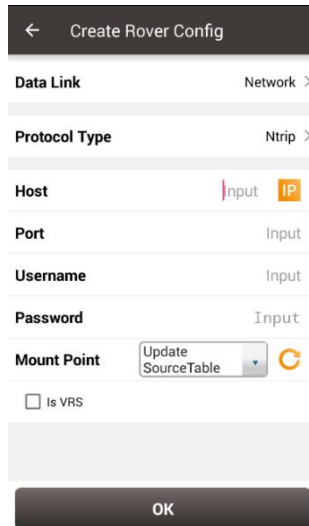 Create Rover Config
Data Link Network
Protocol Type Ntrip
Host Input IP
Port Input
Username Input
Password Input
Mount Point Update
SourceTable
Is VRS
OK